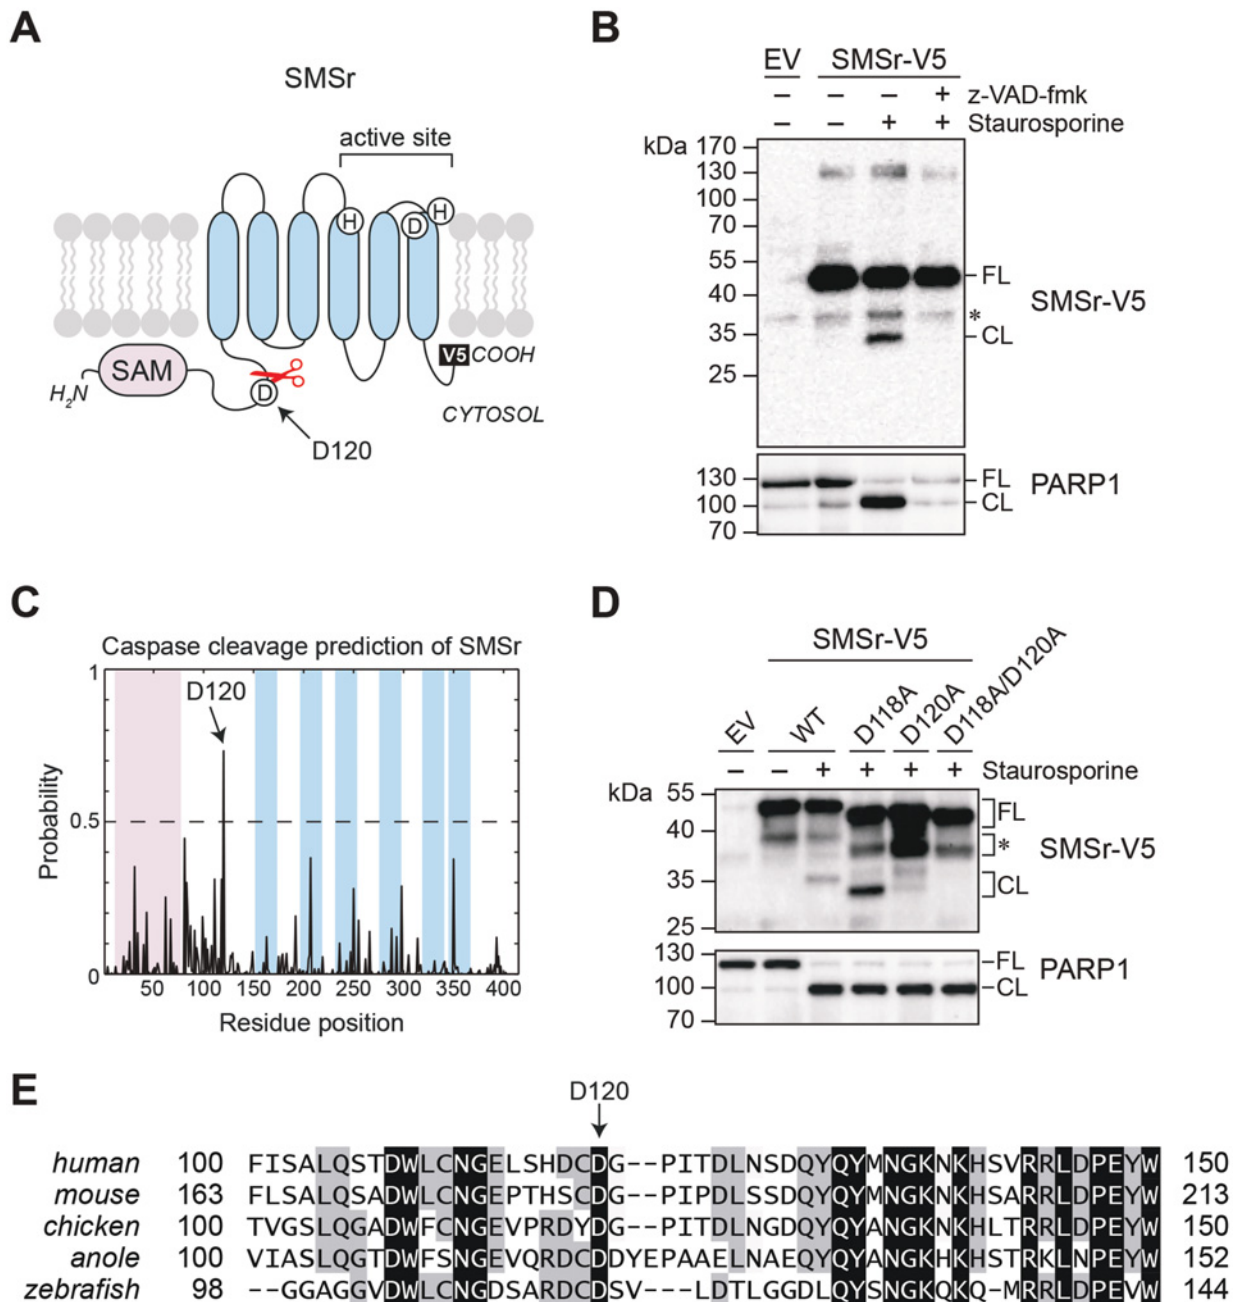 A
SMSr
active site
H
D
H
V5 COOH
SAM
H2N
D
CYTOSOL
D120
B
EV SMSr-V5
– – – + z-VAD-fmk
– – + + Staurosporine
kDa 170
130
100
70
55
40
35
25
FL
*
CL
SMSr-V5
130
100
70
FL
CL
PARP1
C
Caspase cleavage prediction of SMSr
D120
1
0.5
0
Probability
50 100 150 200 250 300 350 400
Residue position
D
SMSr-V5
EV WT D118A D120A D118A/D120A
– – + + + + Staurosporine
kDa 55
40
35
25
FL
*
CL
SMSr-V5
130
100
70
FL
CL
PARP1
E
D120
human 100 FISALQSTDWLCNGELSHDCDG--PITDLNSDQYQYMNGKNKHSVRRLDPEYW 150
mouse 163 FLSALQSADWLCNGEPTHSCDG--PIPDLSSDQYQYMNGKNKHSARRLDPEYW 213
chicken 100 TVGSLQGADWFCNGEVPRDYDG--PITDLNGDQYQYANGKNKHLTRRLDPEYW 150
anole 100 VIASLQGTDWFSNGEVQRDCDDYEPAAELNAEQYQYANGKHKHSTRKLNPEYW 152
zebrafish 98 --GGAGGVDWLCNGDSARDCDSV---LDTLGGDLQYSNGKQKQ-MRRLDPEVW 144